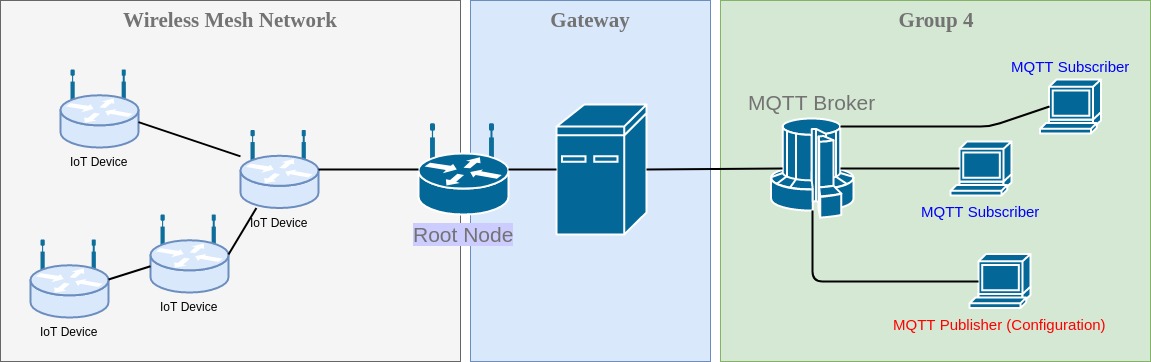 Wireless Mesh Network
Gateway
Group 4
MQTT Subscriber
MQTT Broker
IoT Device
IoT Device
MQTT Subscriber
Root Node
IoT Device
IoT Device
MQTT Publisher (Configuration)